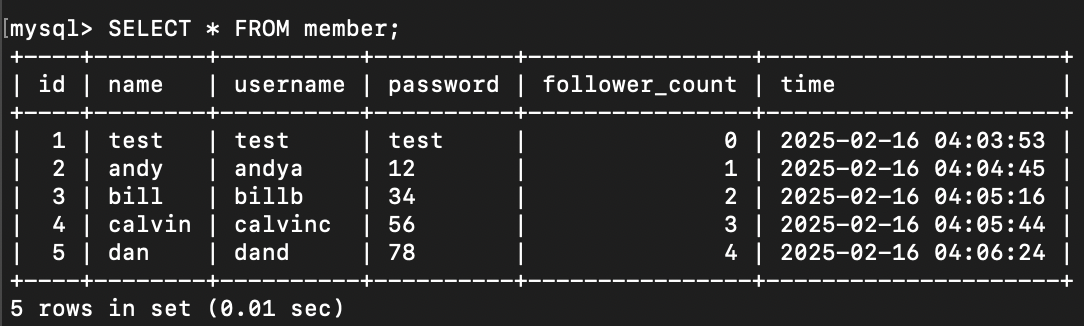 [mysql> SELECT * FROM member;
+----+--------+----------+----------+----------------+---------------------+
| id | name   | username | password | follower_count | time                |
+----+--------+----------+----------+----------------+---------------------+
|  1 | test   | test     | test     |              0 | 2025-02-16 04:03:53 |
|  2 | andy   | andya    | 12       |              1 | 2025-02-16 04:04:45 |
|  3 | bill   | billb    | 34       |              2 | 2025-02-16 04:05:16 |
|  4 | calvin | calvinc  | 56       |              3 | 2025-02-16 04:05:44 |
|  5 | dan    | dand     | 78       |              4 | 2025-02-16 04:06:24 |
+----+--------+----------+----------+----------------+---------------------+
5 rows in set (0.01 sec)